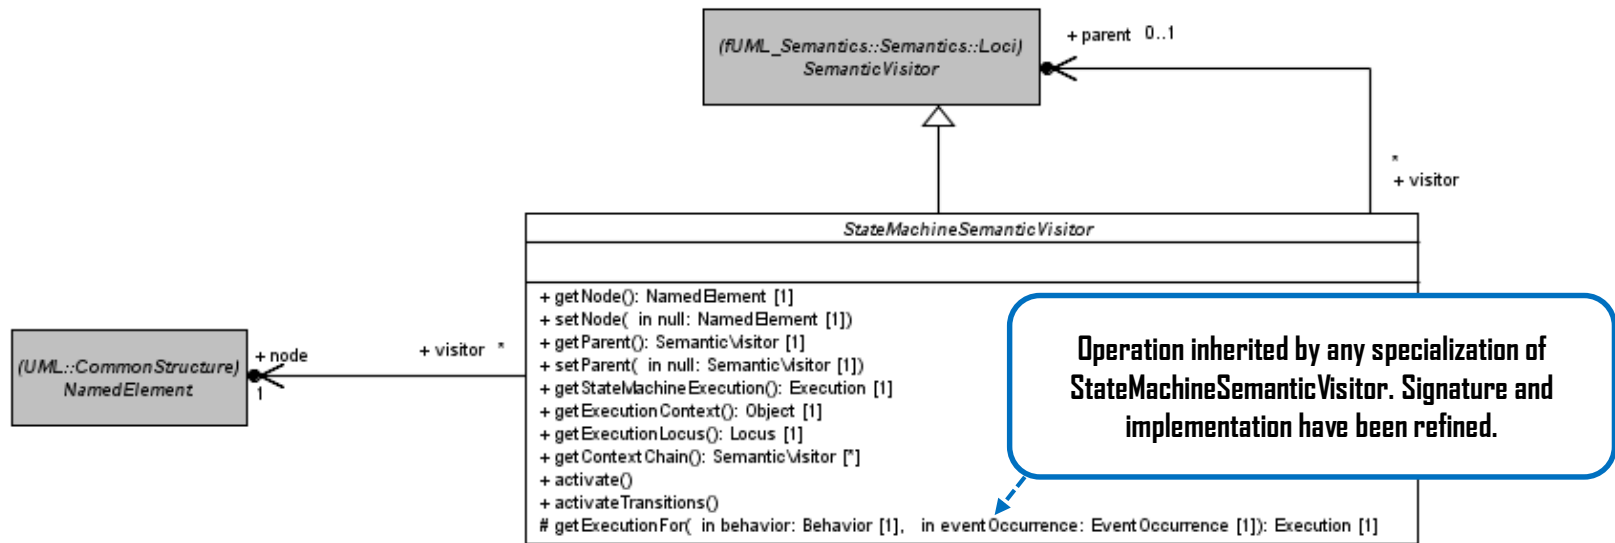 (fUML_Semantics::Semantics::Loci)
SemanticVisitor
+ parent 0..1
*
+ visitor
StateMachineSemanticVisitor
+ getNode(): NamedElement [1]
+ setNode( in null: NamedElement [1])
+ getParent(): SemanticVisitor [1]
+ setParent( in null: SemanticVisitor [1])
+ getStateMachineExecution(): Execution [1]
+ getExecutionContext(): Object [1]
+ getExecutionLocus(): Locus [1]
+ getContextChain(): SemanticVisitor [*]
+ activate()
+ activateTransitions()
# getExecutionFor( in behavior: Behavior [1], in eventOccurrence: EventOccurrence [1]): Execution [1]
(UML::CommonStructure)
NamedElement
+ node
1
+ visitor *
Operation inherited by any specialization of
StateMachineSemanticVisitor. Signature and
implementation have been refined.